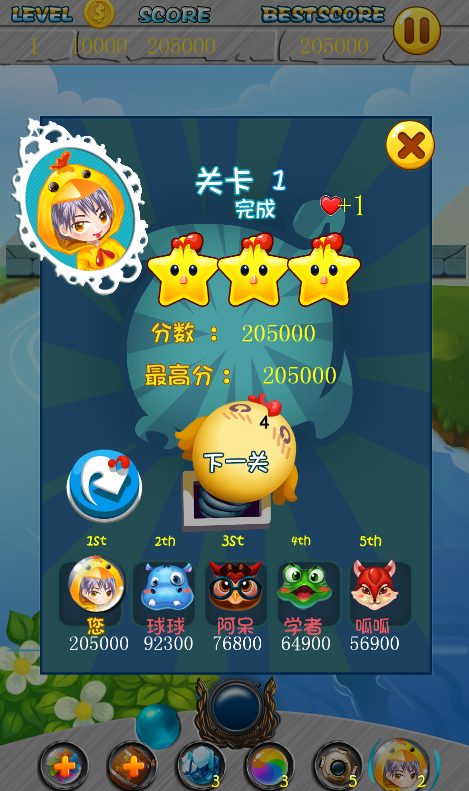 LEVEL SCORE BESTSCORE
1 0000 205000 205000
关卡 1
完成 +1
分数 : 205000
最高分: 205000
4
下一关
1st 2th 3st 4th 5th
您 球球 阿呆 学者 呱呱
205000 92300 76800 64900 56900
3 3 5 2